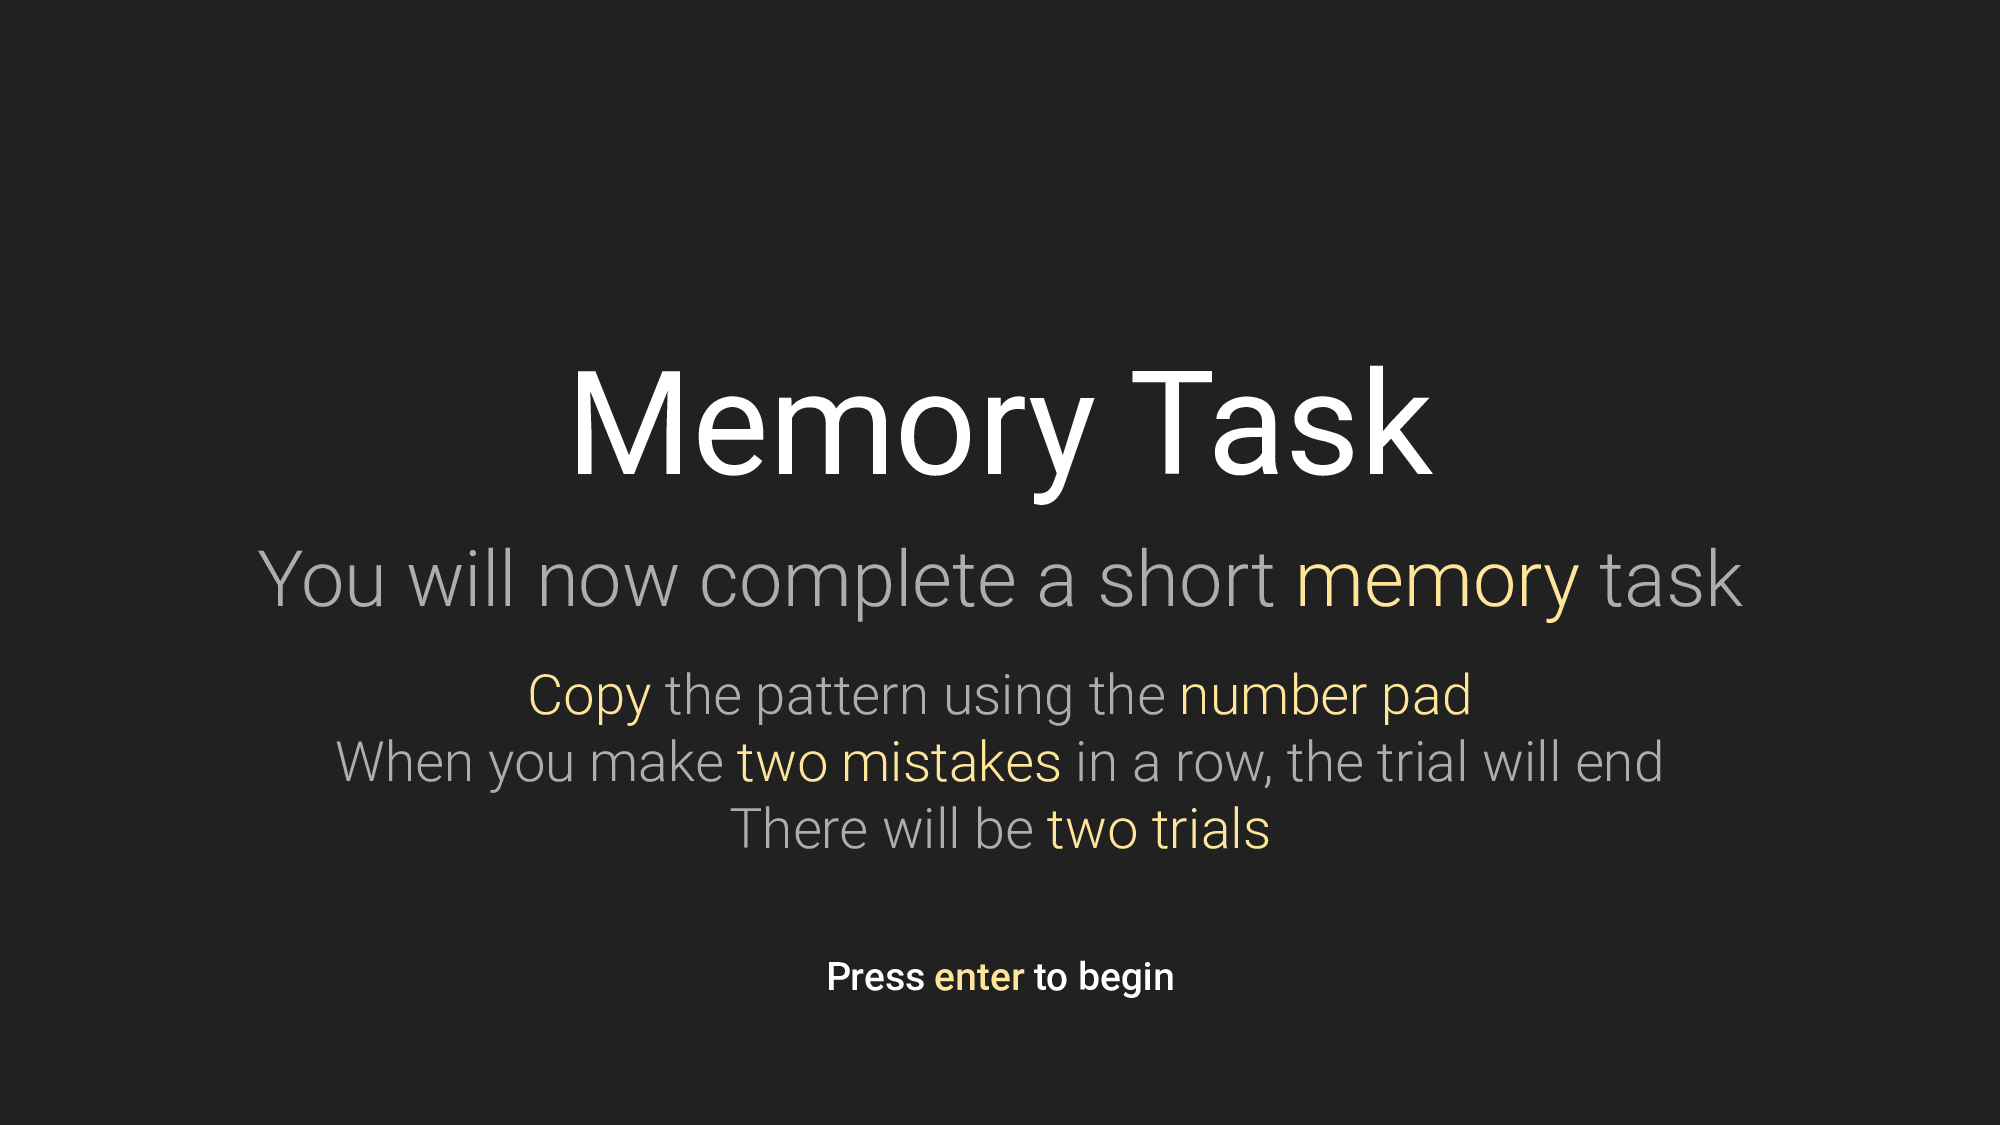 Memory Task
You will now complete a short memory task
Copy the pattern using the number pad
When you make two mistakes in a row, the trial will end
There will be two trials
Press enter to begin